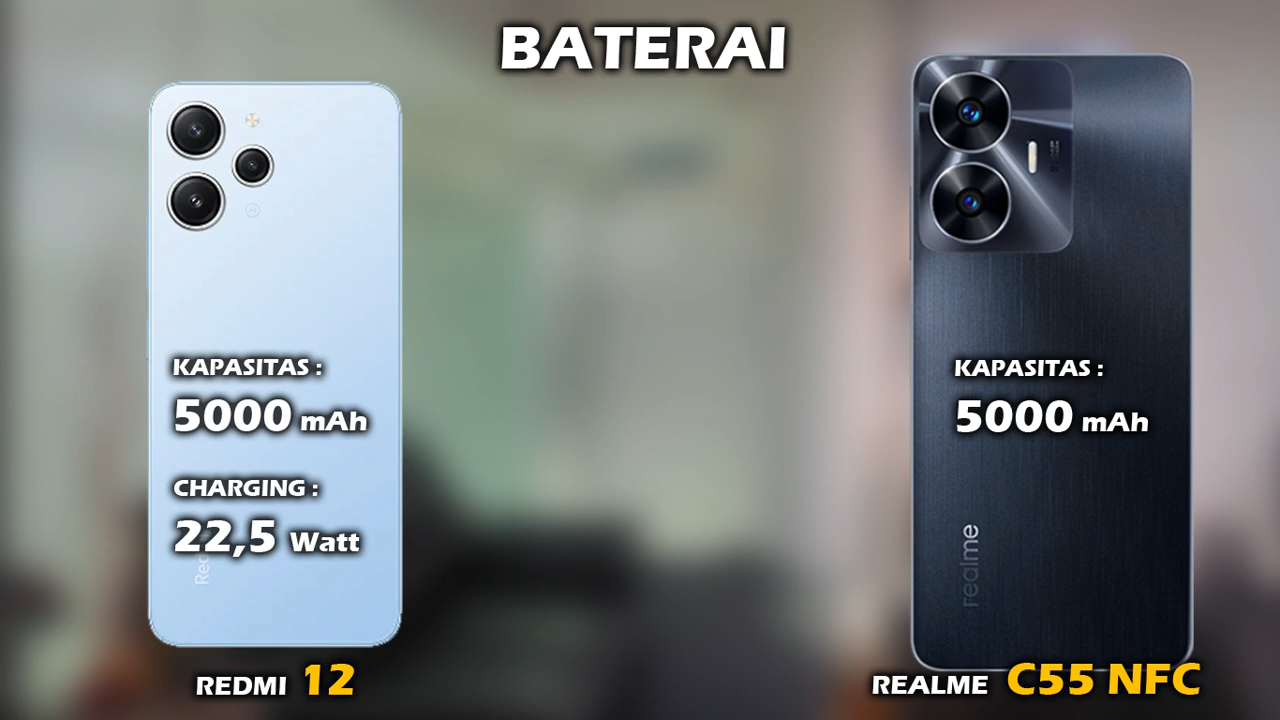 BATERAI
KAPASITAS :
5000 mAh
CHARGING :
22,5 Watt
REDMI 12
KAPASITAS :
5000 mAh
realme
REALME C55 NFC